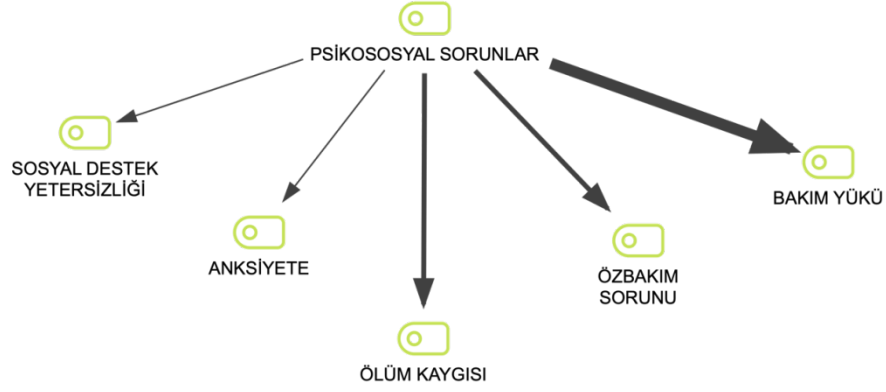 PSİKOSOSYAL SORUNLAR
SOSYAL DESTEK
YETERSİZLİĞİ
ANKSİYETE
ÖLÜM KAYGISI
ÖZBAKIM
SORUNU
BAKIM YÜKÜ